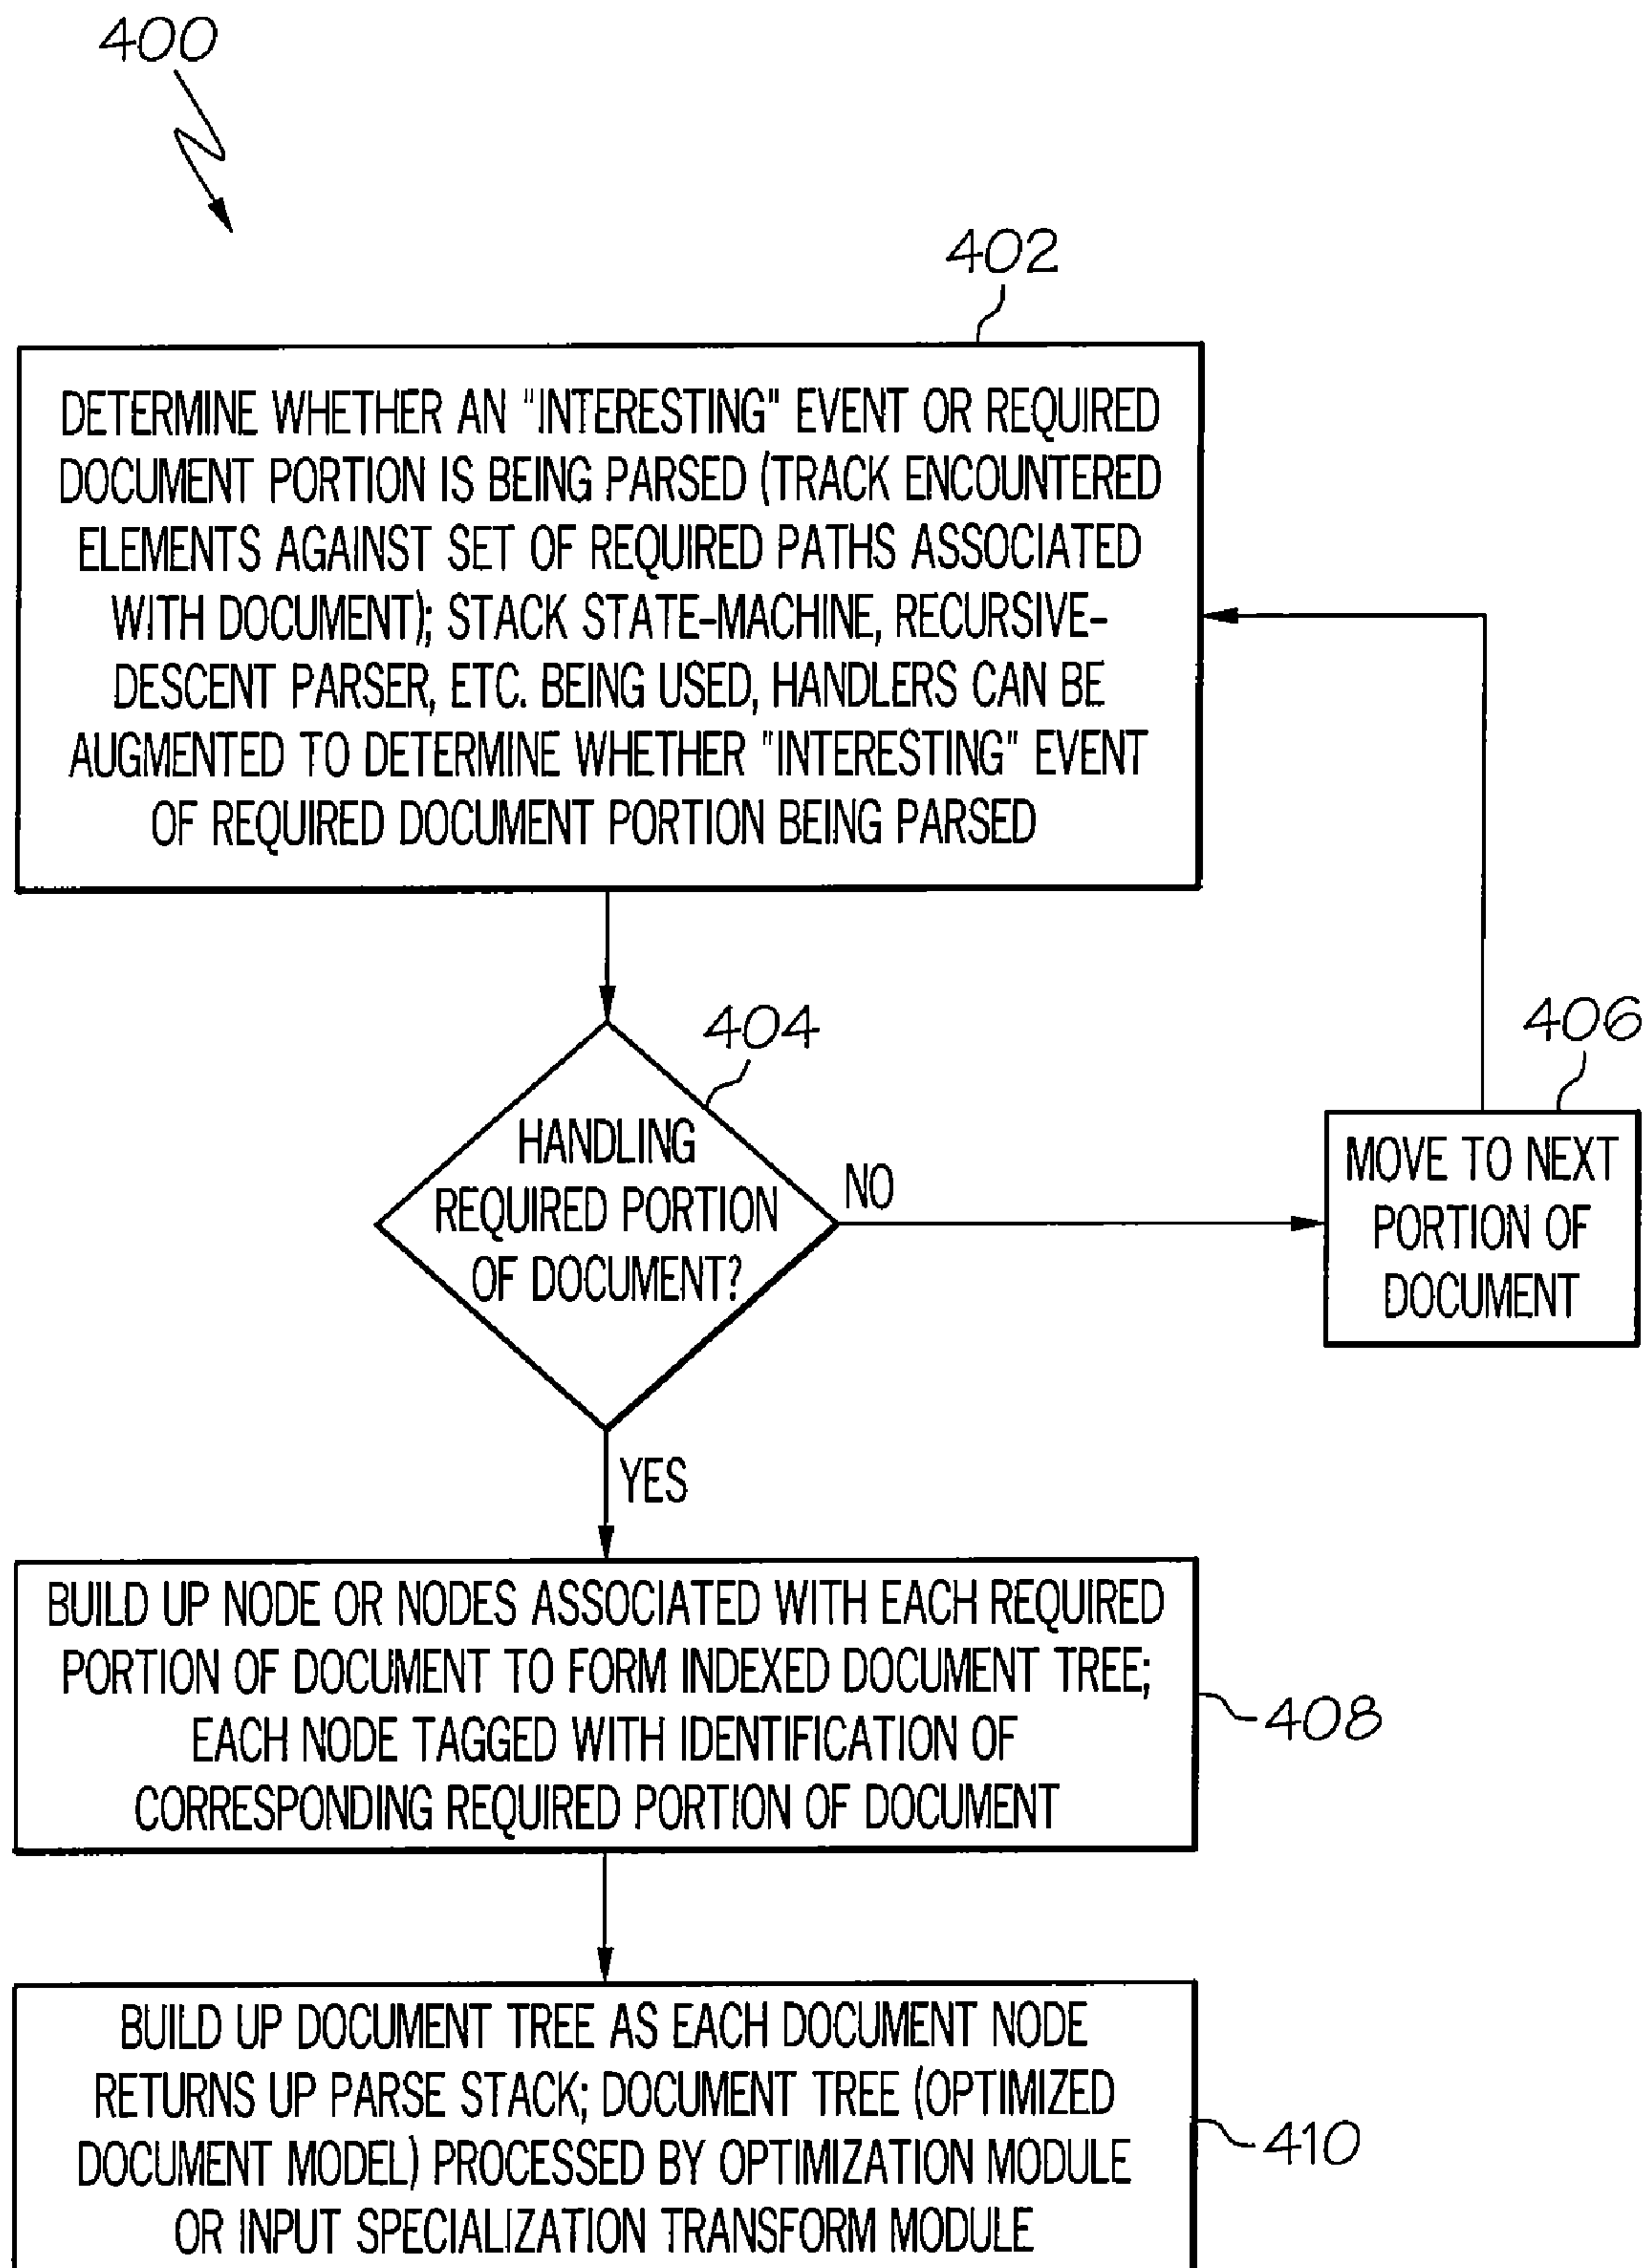 400
402
DETERMINE WHETHER AN "INTERESTING" EVENT OR REQUIRED
DOCUMENT PORTION IS BEING PARSED (TRACK ENCOUNTERED
ELEMENTS AGAINST SET OF REQUIRED PATHS ASSOCIATED
WITH DOCUMENT); STACK STATE-MACHINE, RECURSIVE-
DESCENT PARSER, ETC. BEING USED, HANDLERS CAN BE
AUGMENTED TO DETERMINE WHETHER "INTERESTING" EVENT
OF REQUIRED DOCUMENT PORTION BEING PARSED
404
HANDLING
REQUIRED PORTION
OF DOCUMENT?
NO
406
MOVE TO NEXT
PORTION OF
DOCUMENT
YES
BUILD UP NODE OR NODES ASSOCIATED WITH EACH REQUIRED
PORTION OF DOCUMENT TO FORM INDEXED DOCUMENT TREE;
EACH NODE TAGGED WITH IDENTIFICATION OF
CORRESPONDING REQUIRED PORTION OF DOCUMENT
408
BUILD UP DOCUMENT TREE AS EACH DOCUMENT NODE
RETURNS UP PARSE STACK; DOCUMENT TREE (OPTIMIZED
DOCUMENT MODEL) PROCESSED BY OPTIMIZATION MODULE
OR INPUT SPECIALIZATION TRANSFORM MODULE
410